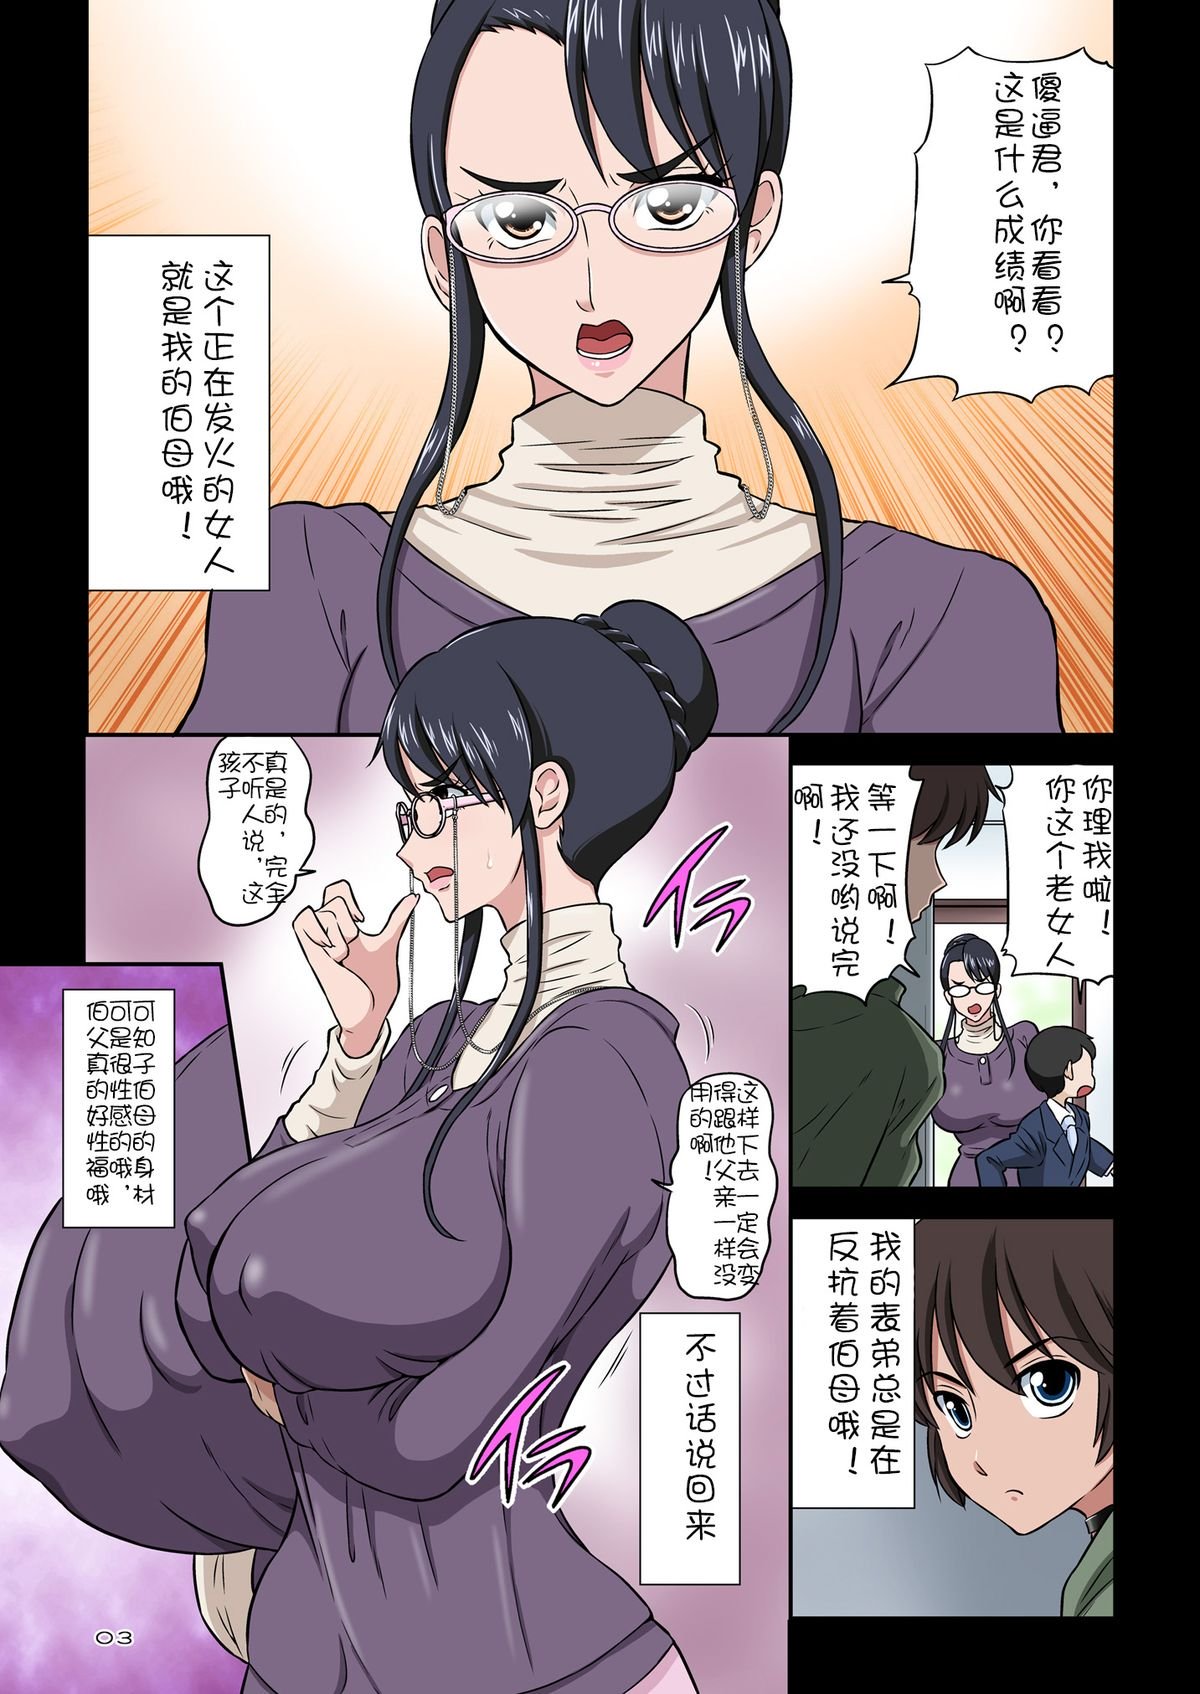 傻逼君，你看看？
这是什么成绩啊？
这个正在发火的女人
就是我的伯母哦！
你理我啦！
你这个老女人
等一下啊！
我还没哟说完
啊！
我的表弟总是在
反抗着伯母哦！
真是的，完全
不听人说，这
孩子
イラ
这样下去一定会变
得跟他父亲一样没
用的啊！
イラ
不过话说回来
可知子伯母的身材
可是很性感的哦，
伯父真的好性福哦
03